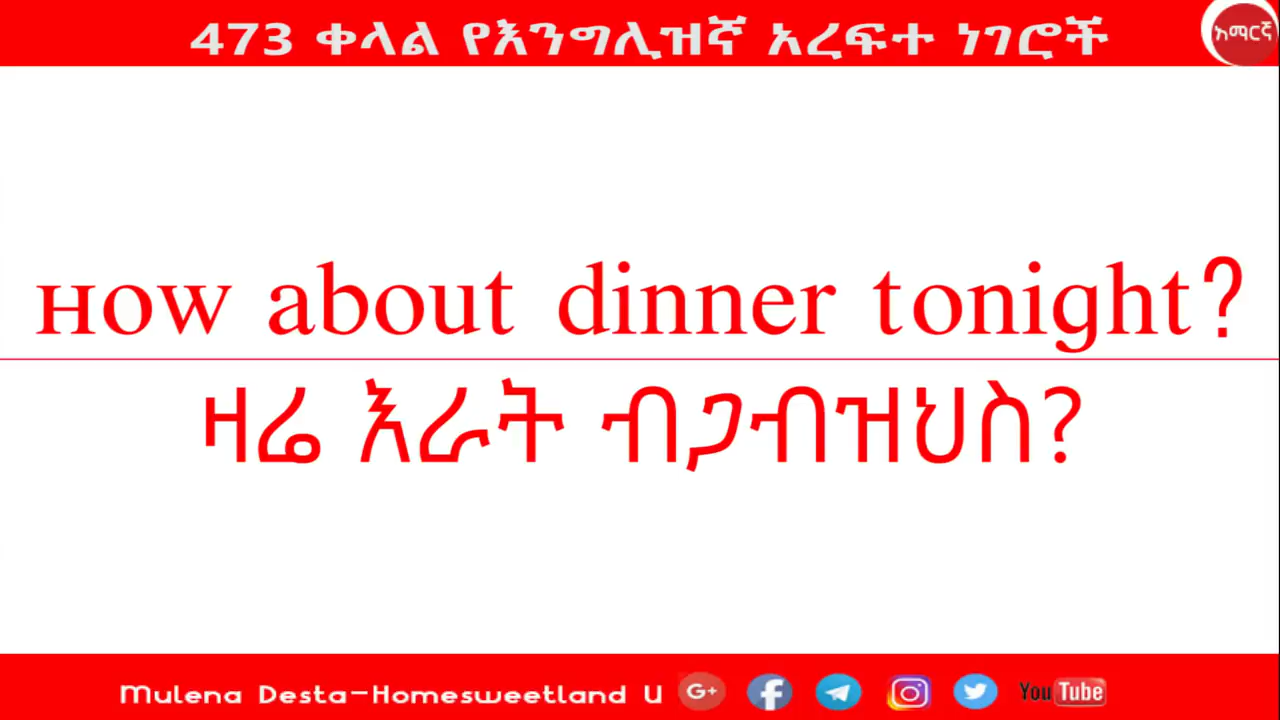 473 ቀላል የእንግሊዝኛ አረፍተ ነገሮች
አማርኛ
How about dinner tonight?
ዛሬ እራት ብጋብዝህስ?
Mulena Desta-Homesweetland U G+ f You Tube